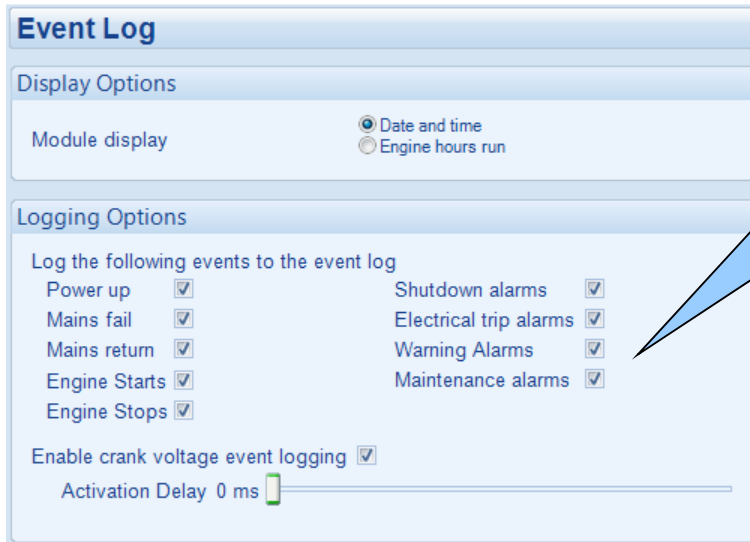 Event Log
Display Options
Module display
Date and time
Engine hours run
Logging Options
Log the following events to the event log
Power up
Mains fail
Mains return
Engine Starts
Engine Stops
Shutdown alarms
Electrical trip alarms
Warning Alarms
Maintenance alarms
Enable crank voltage event logging
Activation Delay 0 ms